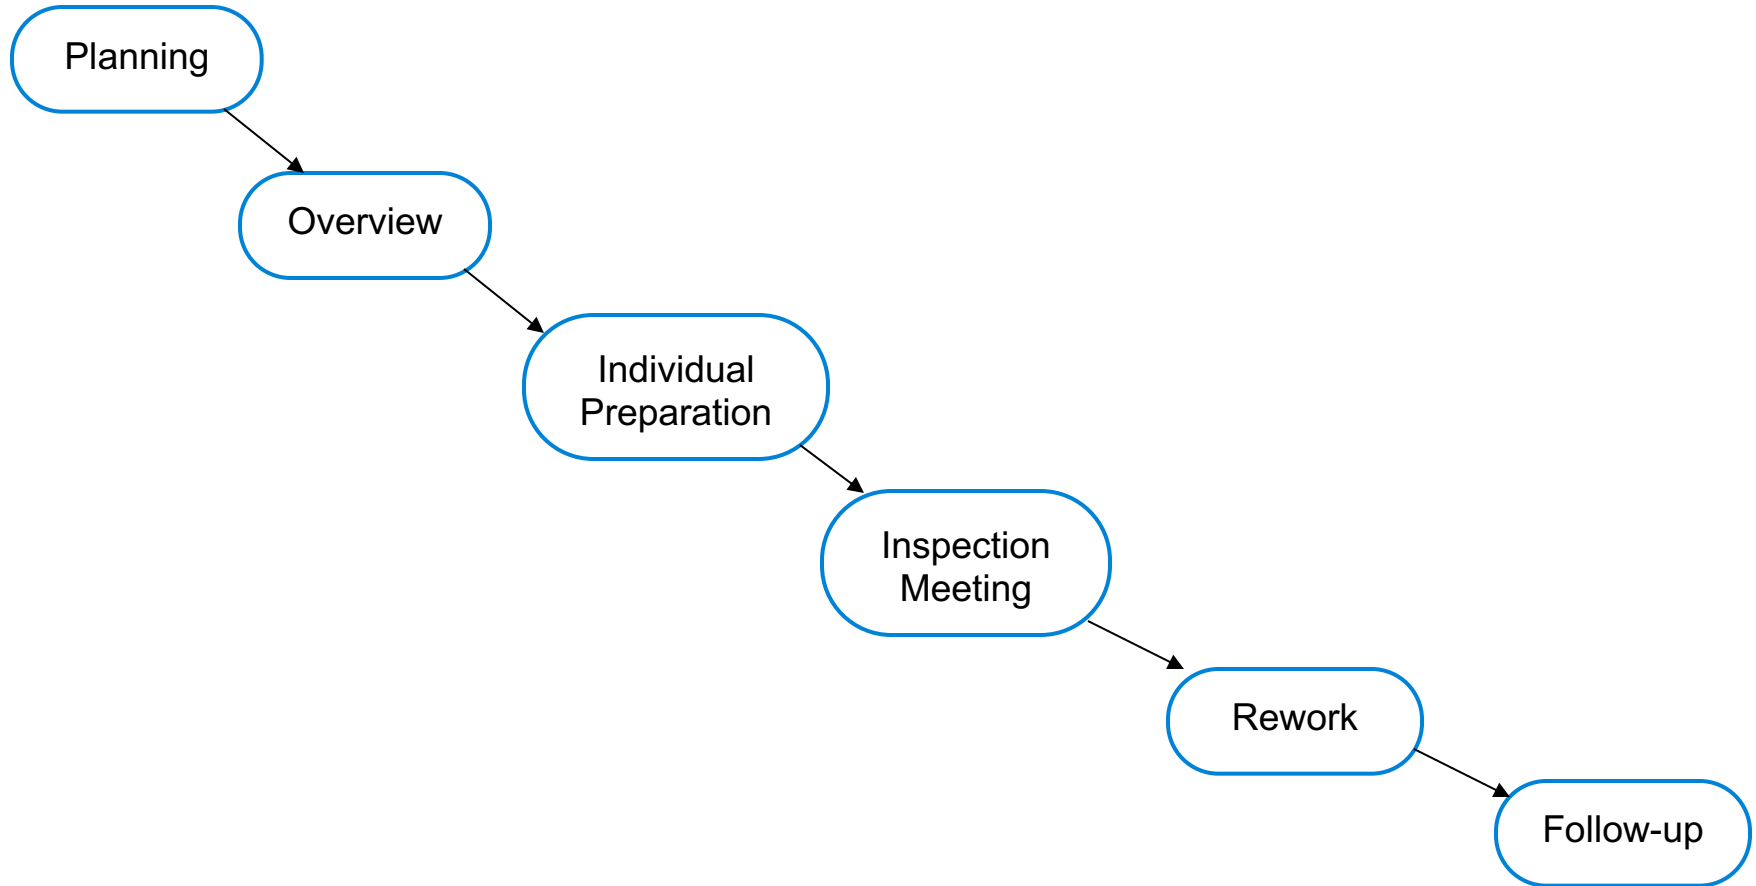 Planning
Overview
Individual
Preparation
Inspection
Meeting
Rework
Follow-up